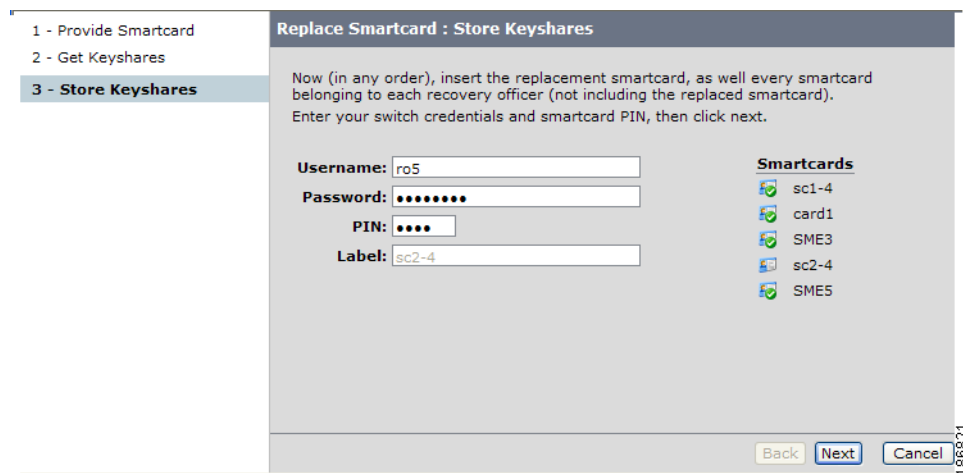 1 - Provide Smartcard
2 - Get Keyshares
3 - Store Keyshares
Replace Smartcard : Store Keyshares
Now (in any order), insert the replacement smartcard, as well every smartcard
belonging to each recovery officer (not including the replaced smartcard).
Enter your switch credentials and smartcard PIN, then click next.
Username: ro5
Password: ●●●●●●●●
PIN: ●●●●
Label: sc2-4
Smartcards
sc1-4
card1
SME3
sc2-4
SME5
Back Next Cancel
186821